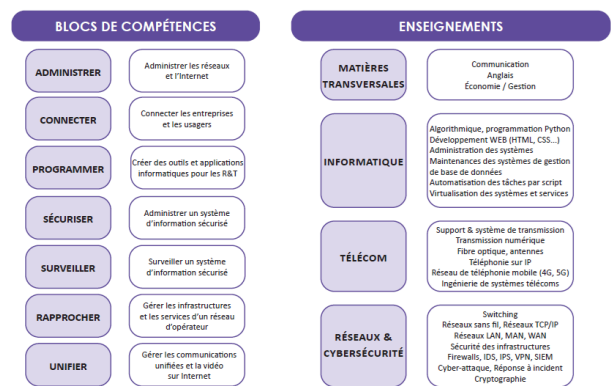 BLOCS DE COMPÉTENCES
ADMINISTRER
Administrer les réseaux
et l'Internet
CONNECTER
Connecter les entreprises
et les usagers
PROGRAMMER
Créer des outils et applications
informatiques pour les R&T
SÉCURISER
Administrer un système
d'information sécurisé
SURVEILLER
Surveiller un système
d'information sécurisé
RAPPROCHER
Gérer les infrastructures
et les services d'un réseau
d'opérateur
UNIFIER
Gérer les communications
unifiées et la vidéo
sur Internet
ENSEIGNEMENTS
MATIÈRES
TRANSVERSALES
Communication
Anglais
Économie / Gestion
INFORMATIQUE
Algorithmique, programmation Python
Développement WEB (HTML, CSS...)
Administration des systèmes
Maintenances des systèmes de gestion
de base de données
Automatisation des tâches par script
Virtualisation des systèmes et services
TÉLÉCOM
Support & système de transmission
Transmission numérique
Fibre optique, antennes
Téléphonie sur IP
Réseau de téléphonie mobile (4G, 5G)
Ingénierie de systèmes télécoms
RÉSEAUX &
CYBERSÉCURITÉ
Switching
Réseaux sans fil, Réseaux TCP/IP
Réseaux LAN, MAN, WAN
Sécurité des infrastructures
Firewalls, IDS, IPS, VPN, SIEM
Cyber-attaque, Réponse à incident
Cryptographie